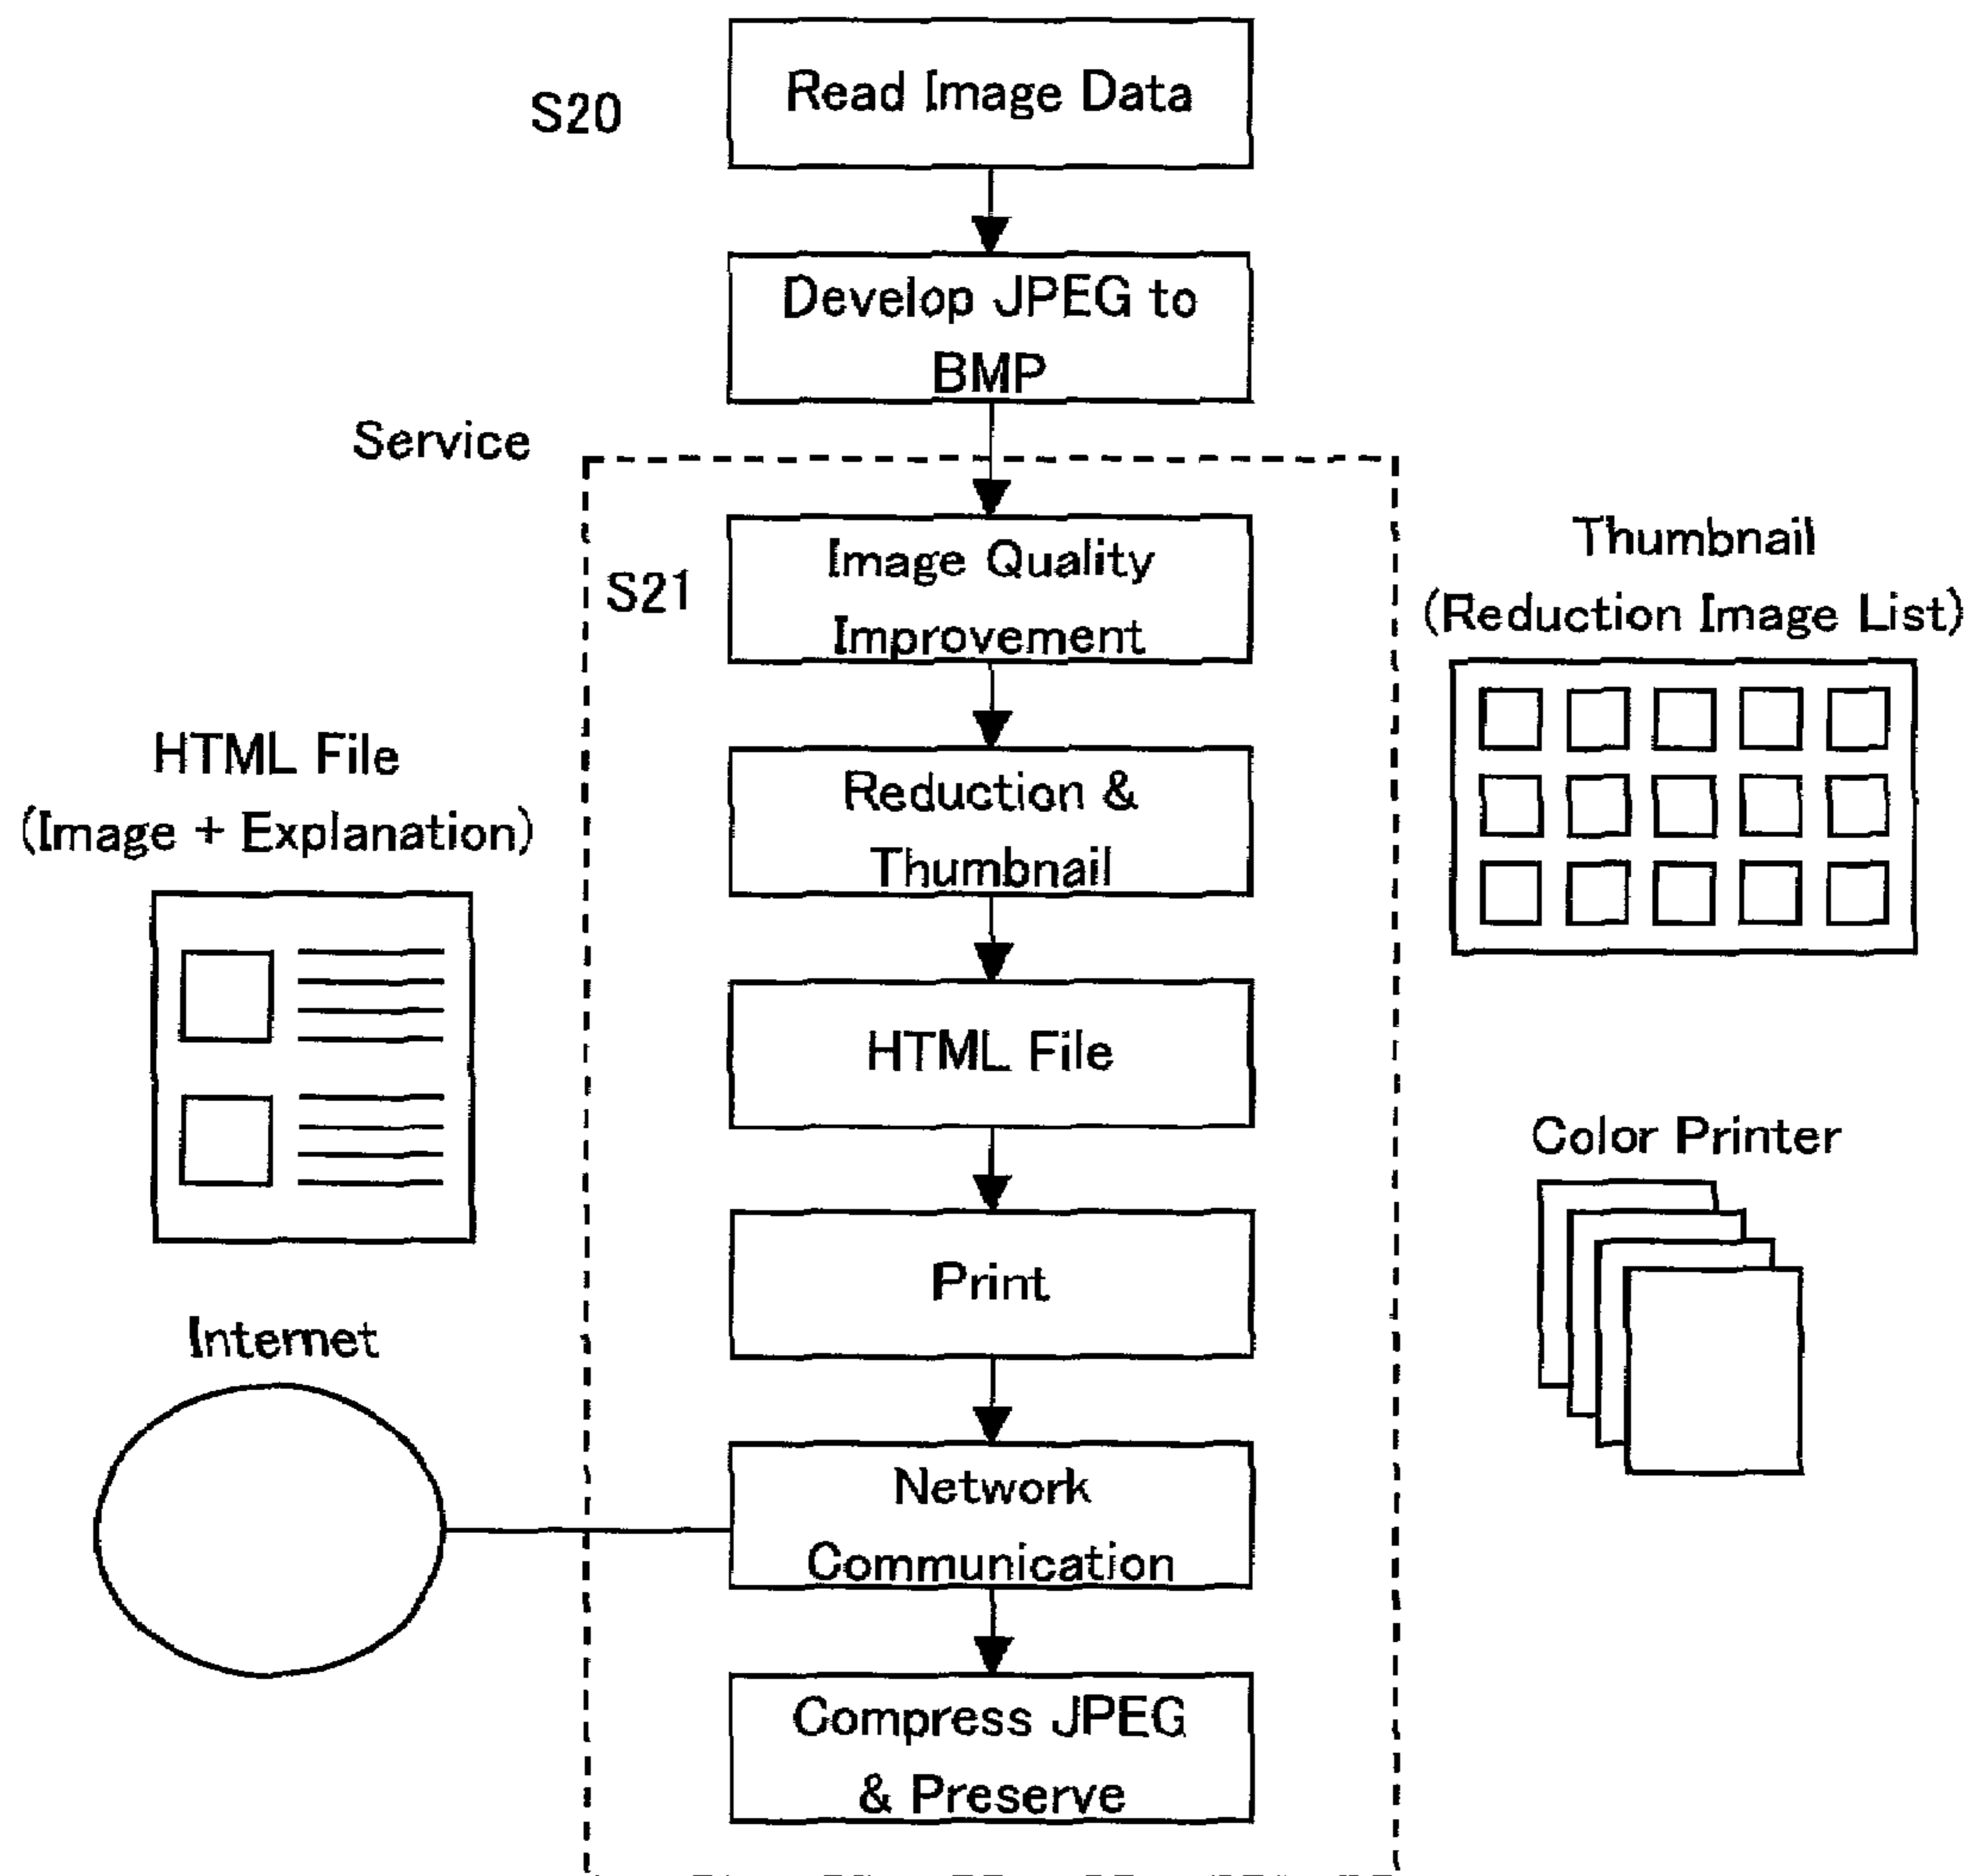 S20
Read Image Data
Develop JPEG to
BMP
Service
S21
Image Quality
Improvement
Thumbnail
(Reduction Image List)
HTML File
(Image + Explanation)
Reduction &
Thumbnail
HTML File
Color Printer
Print
Internet
Network
Communication
Compress JPEG
& Preserve